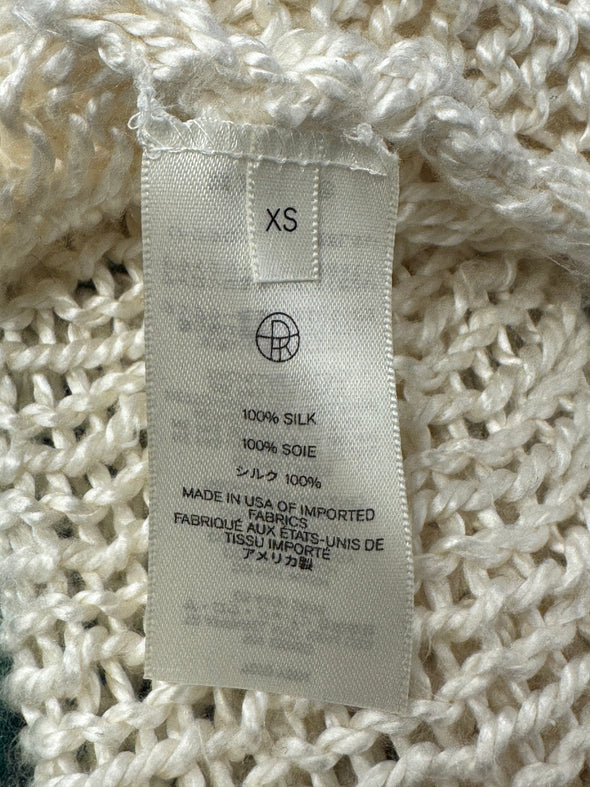 XS
100% SILK
100% SOIE
シルク 100%
MADE IN USA OF IMPORTED
FABRICS
FABRIQUÉ AUX ÉTATS-UNIS DE
TISSU IMPORTÉ
アメリカ製